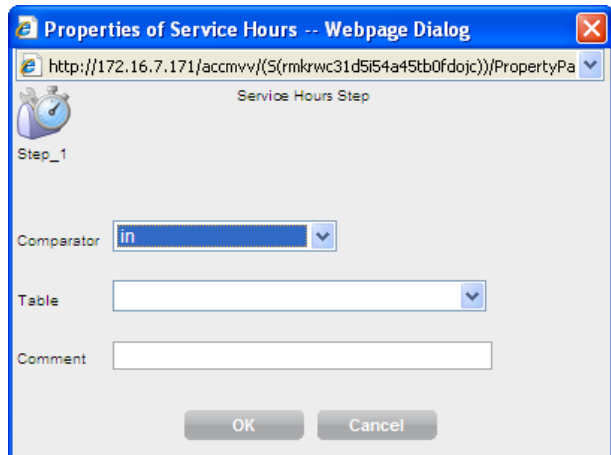 Properties of Service Hours -- Webpage Dialog
http://172.16.7.171/accmvv/(S(rmkrwc31d5i54a45tb0fdojc))/PropertyPa
Service Hours Step
Step_1
Comparator in
Table
Comment
OK Cancel